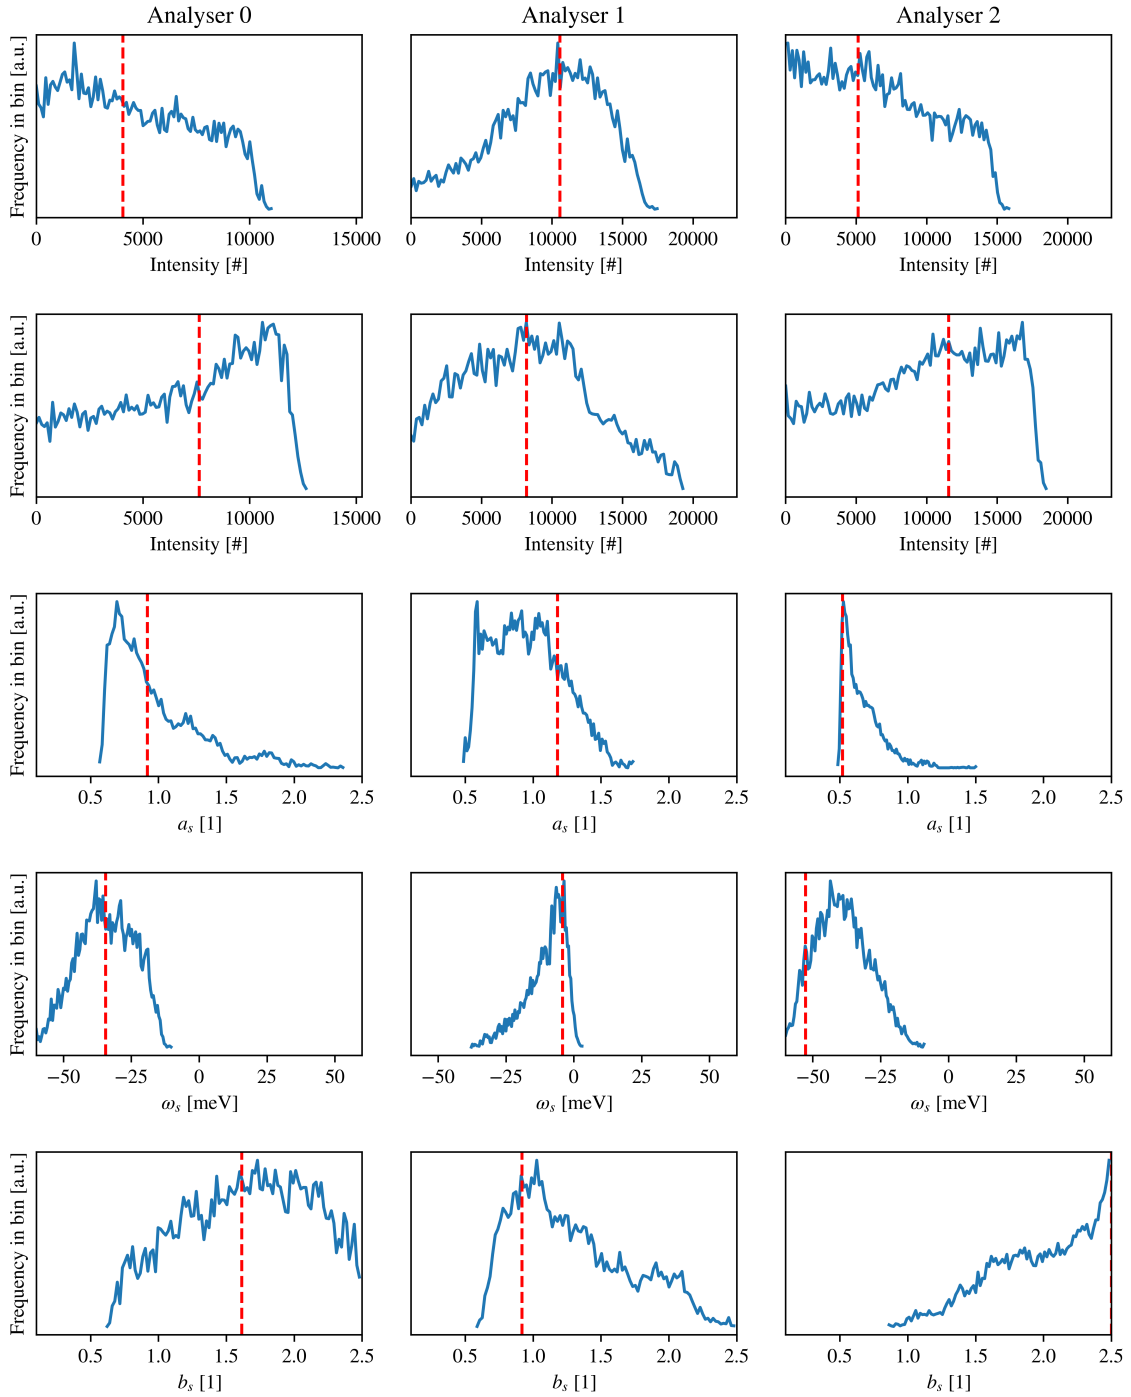 Analyser 0 Analyser 1 Analyser 2
Frequency in bin [a.u.]
0 5000 10000 15000 0 5000 10000 15000 20000 0 5000 10000 15000 20000
Intensity [#] Intensity [#] Intensity [#]
Frequency in bin [a.u.]
0 5000 10000 15000 0 5000 10000 15000 20000 0 5000 10000 15000 20000
Intensity [#] Intensity [#] Intensity [#]
Frequency in bin [a.u.]
0.5 1.0 1.5 2.0 2.5 0.5 1.0 1.5 2.0 2.5 0.5 1.0 1.5 2.0 2.5
a_s [1] a_s [1] a_s [1]
Frequency in bin [a.u.]
−50 −25 0 25 50 −50 −25 0 25 50 −50 −25 0 25 50
ω_s [meV] ω_s [meV] ω_s [meV]
Frequency in bin [a.u.]
0.5 1.0 1.5 2.0 2.5 0.5 1.0 1.5 2.0 2.5 0.5 1.0 1.5 2.0 2.5
b_s [1] b_s [1] b_s [1]